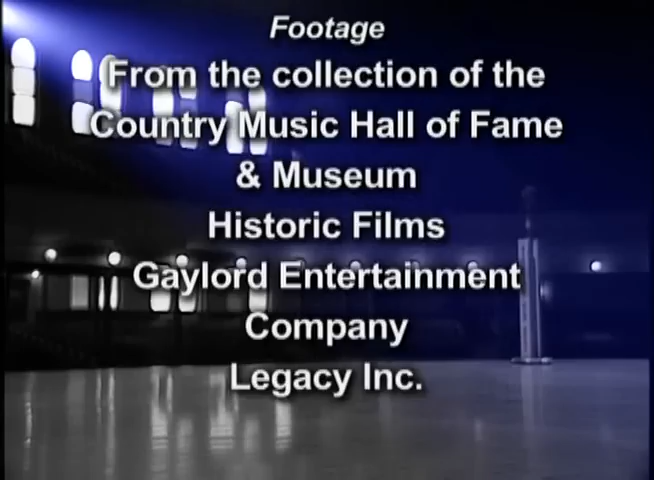 Footage
From the collection of the
Country Music Hall of Fame
& Museum
Historic Films
Gaylord Entertainment
Company
Legacy Inc.